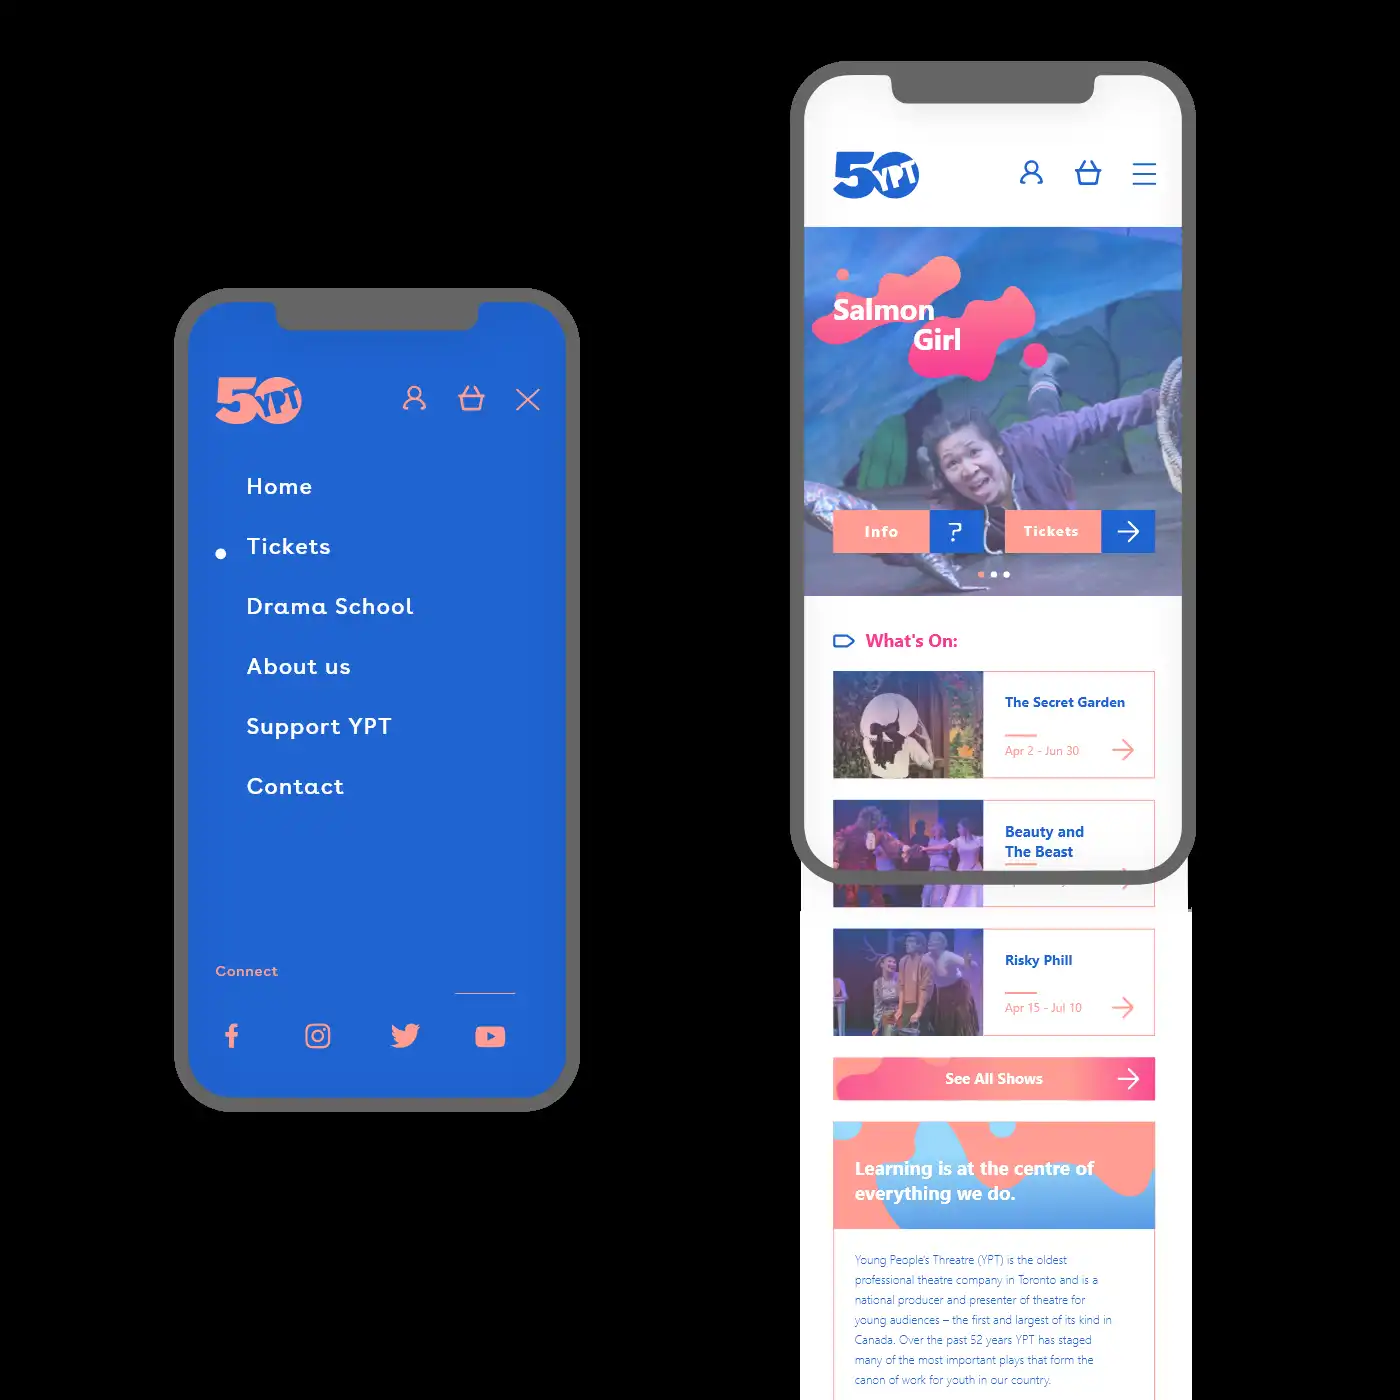 50 YPT
Home
Tickets
Drama School
About us
Support YPT
Contact
Connect
50 YPT
Salmon
Girl
Info ?
Tickets
What's On:
The Secret Garden
Apr 2 - Jun 30
Beauty and
The Beast
Risky Phill
Apr 15 - Jul 10
See All Shows
Learning is at the centre of
everything we do.
Young People's Threatre (YPT) is the oldest
professional theatre company in Toronto and is a
national producer and presenter of theatre for
young audiences – the first and largest of its kind in
Canada. Over the past 52 years YPT has staged
many of the most important plays that form the
canon of work for youth in our country.